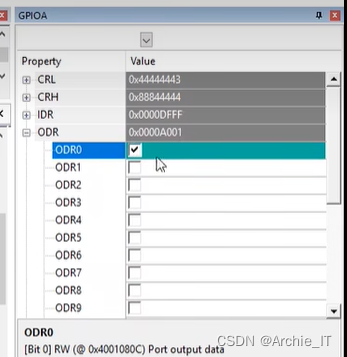 GPIOA
Property Value
CRL 0x44444443
CRH 0x88844444
IDR 0x0000DFFF
ODR 0x0000A001
ODR0
ODR1
ODR2
ODR3
ODR4
ODR5
ODR6
ODR7
ODR8
ODR9
ODR0
[Bit 0] RW (@ 0x4001080C) Port output data
CSDN @Archie_IT